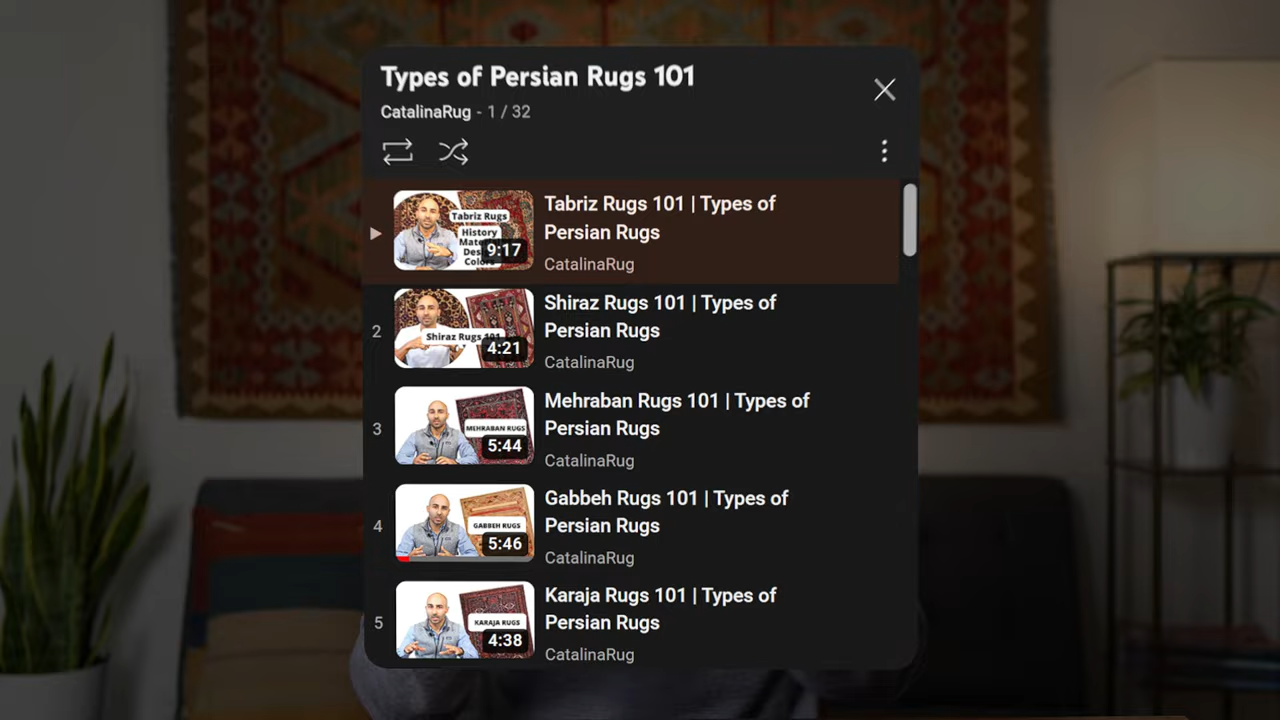 Types of Persian Rugs 101
CatalinaRug - 1 / 32
Tabriz Rugs 101 | Types of
Persian Rugs
CatalinaRug
Tabriz Rugs
History
9:17
2
Shiraz Rugs 101 | Types of
Persian Rugs
CatalinaRug
Shiraz Rugs 101
4:21
3
Mehraban Rugs 101 | Types of
Persian Rugs
CatalinaRug
MEHRABAN RUGS
5:44
4
Gabbeh Rugs 101 | Types of
Persian Rugs
CatalinaRug
GABBEH RUGS
5:46
5
Karaja Rugs 101 | Types of
Persian Rugs
CatalinaRug
KARAJA RUGS
4:38